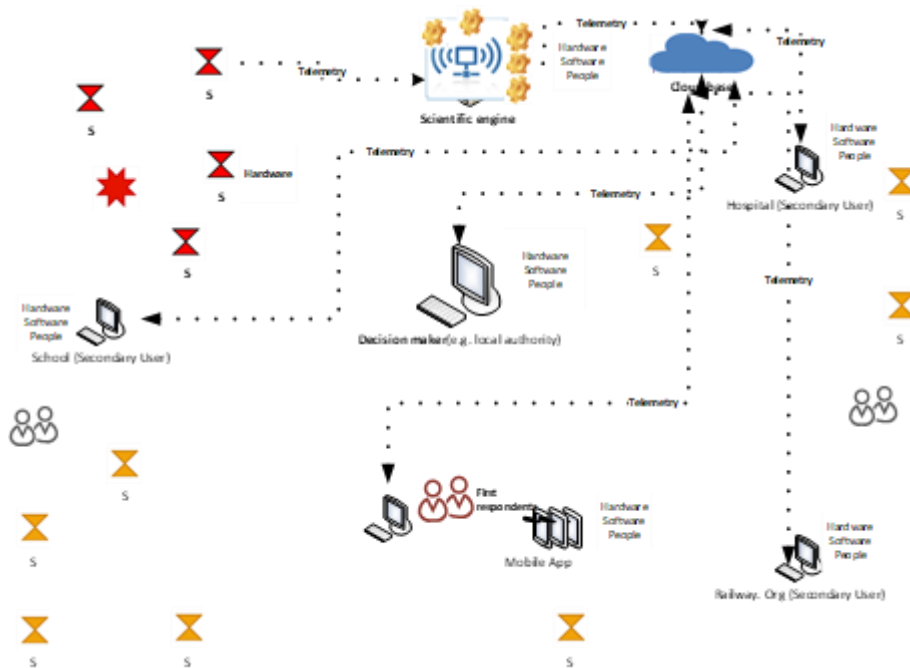 Telemetry
Hardware
Software
People
Telemetry
Telemetry
S
S
Scientific engine
Telemetry
Hardware
Software
People
Hardware
S
Telemetry
S
Hospital (Secondary User)
S
Hardware
Software
People
S
Telemetry
Hardware
Software
People
S
Decision maker(e.g. local authority)
School (Secondary User)
Telemetry
S
First
respondents
Hardware
Software
People
Mobile App
Hardware
Software
People
S
Railway. Org (Secondary User)
S
S
S